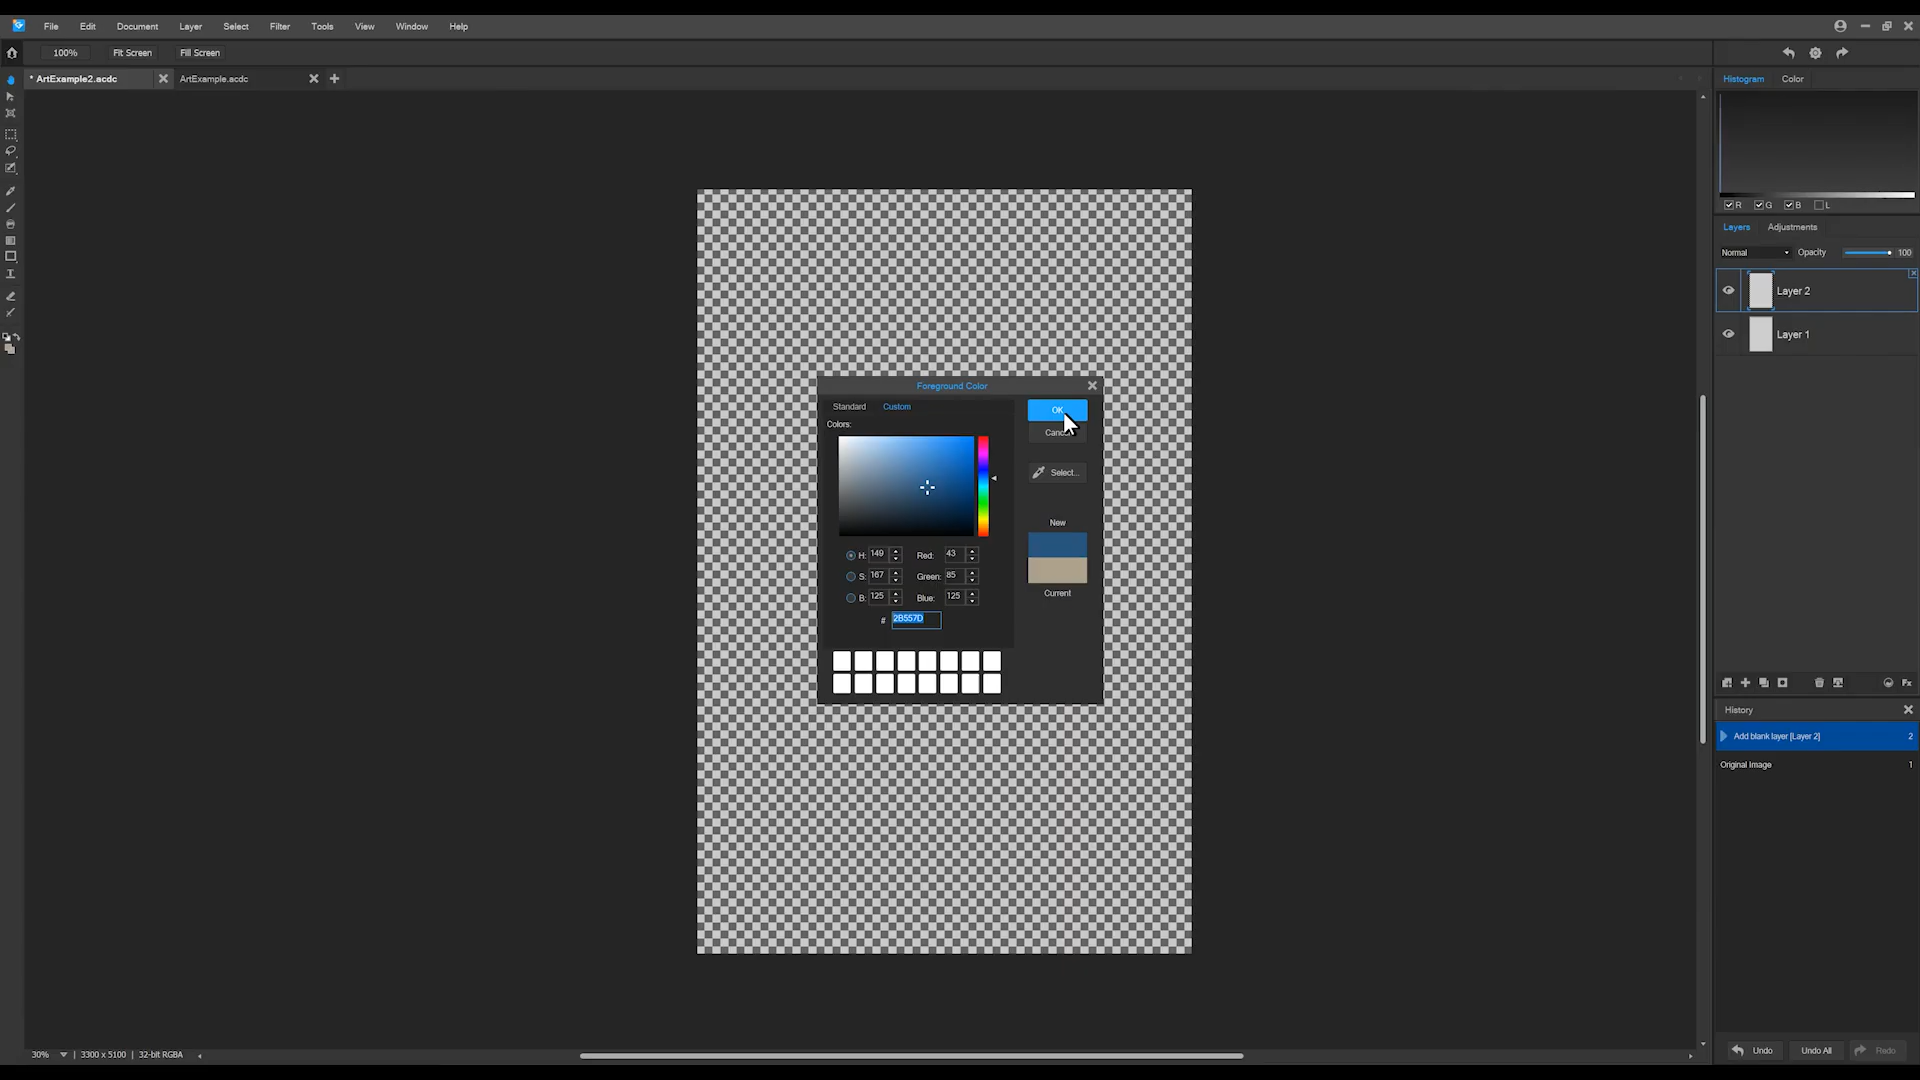 File Edit Document Layer Select Filter Tools View Window Help
100% Fit Screen Fill Screen
* ArtExample2.acdc ArtExample.acdc
Histogram Color
R G B L
Layers Adjustments
Normal Opacity 100
Layer 2
Layer 1
Foreground Color
Standard Custom
OK
Colors:
Select...
New
H: 149 Red: 43
S: 167 Green: 85
B: 125 Blue: 125
Current
# 2B557D
Fx
History
Add blank layer [Layer 2] 2
Original Image 1
30% 3300 x 5100 32-bit RGBA
Undo Undo All Redo